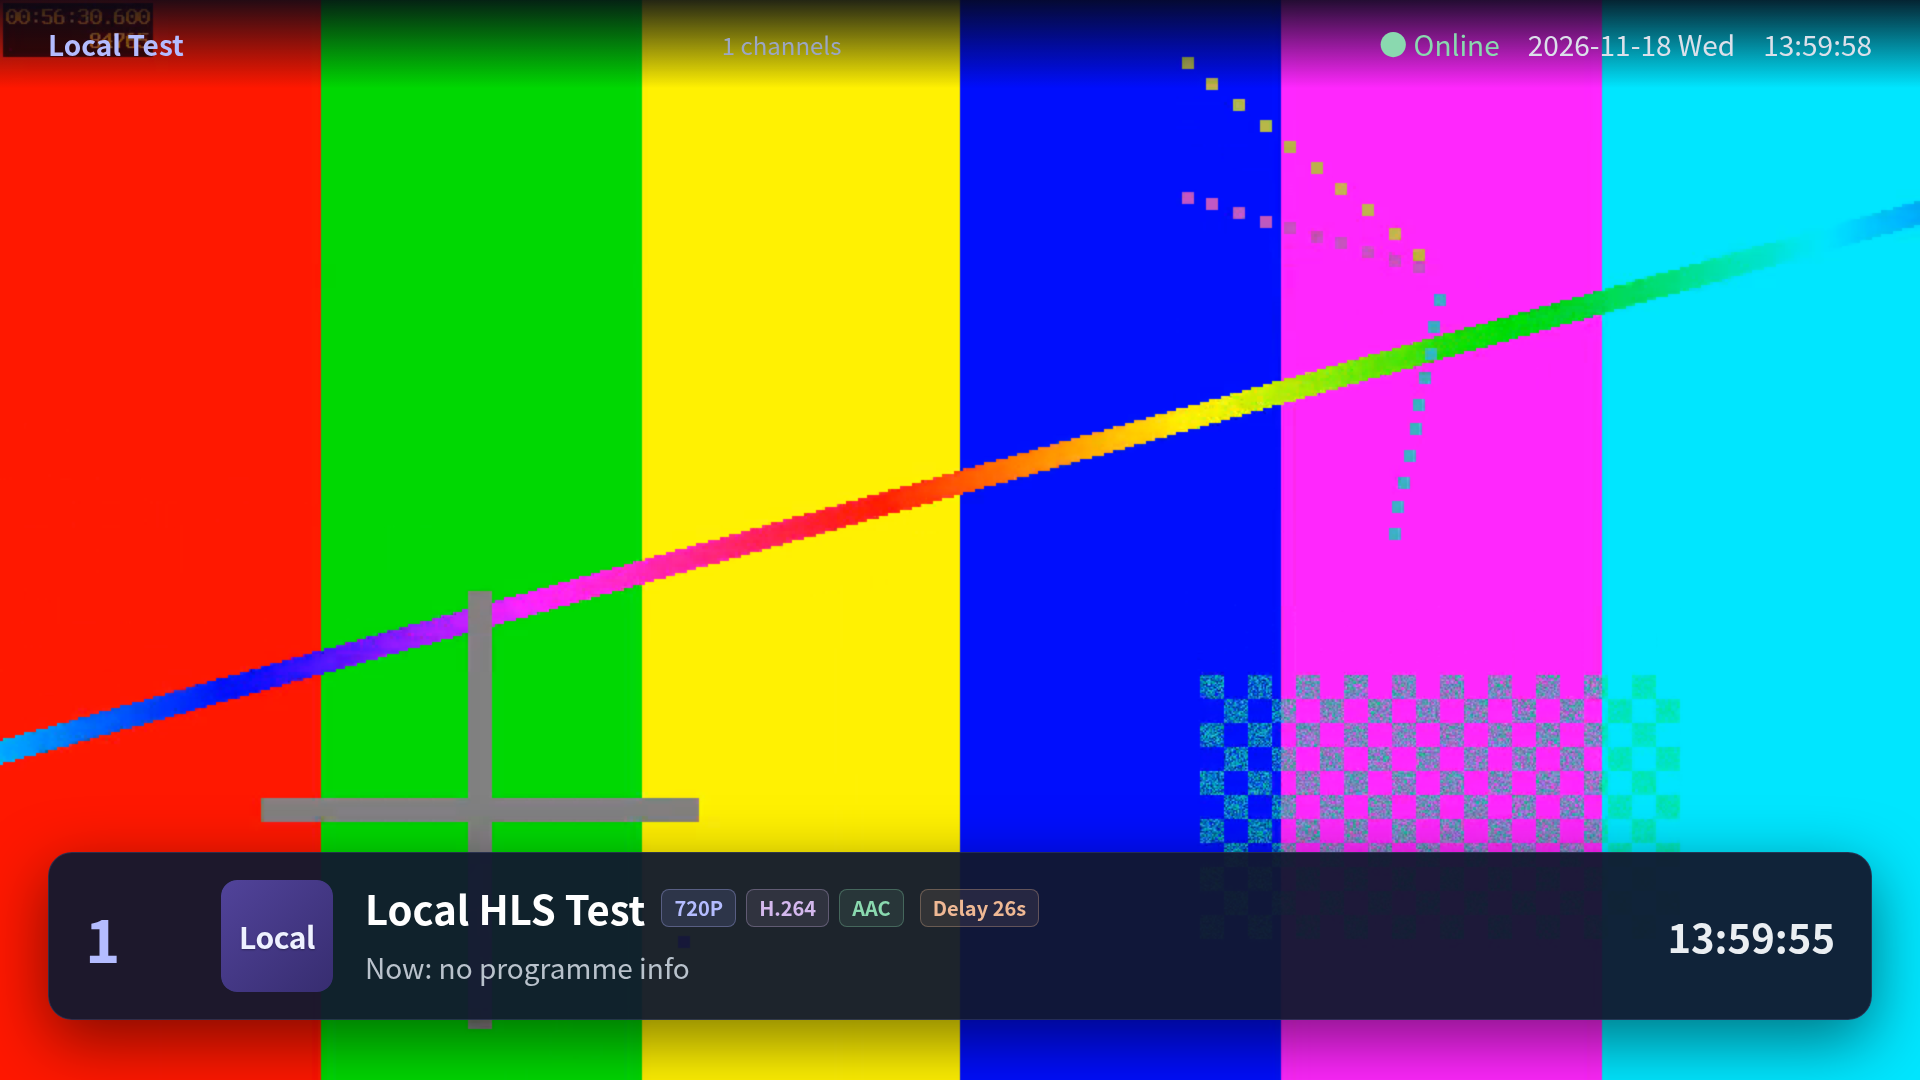 00:56:30.600
84765
Local Test
1 channels
Online 2026-11-18 Wed 13:59:58
1
Local
Local HLS Test 720P H.264 AAC Delay 26s
Now: no programme info
13:59:55